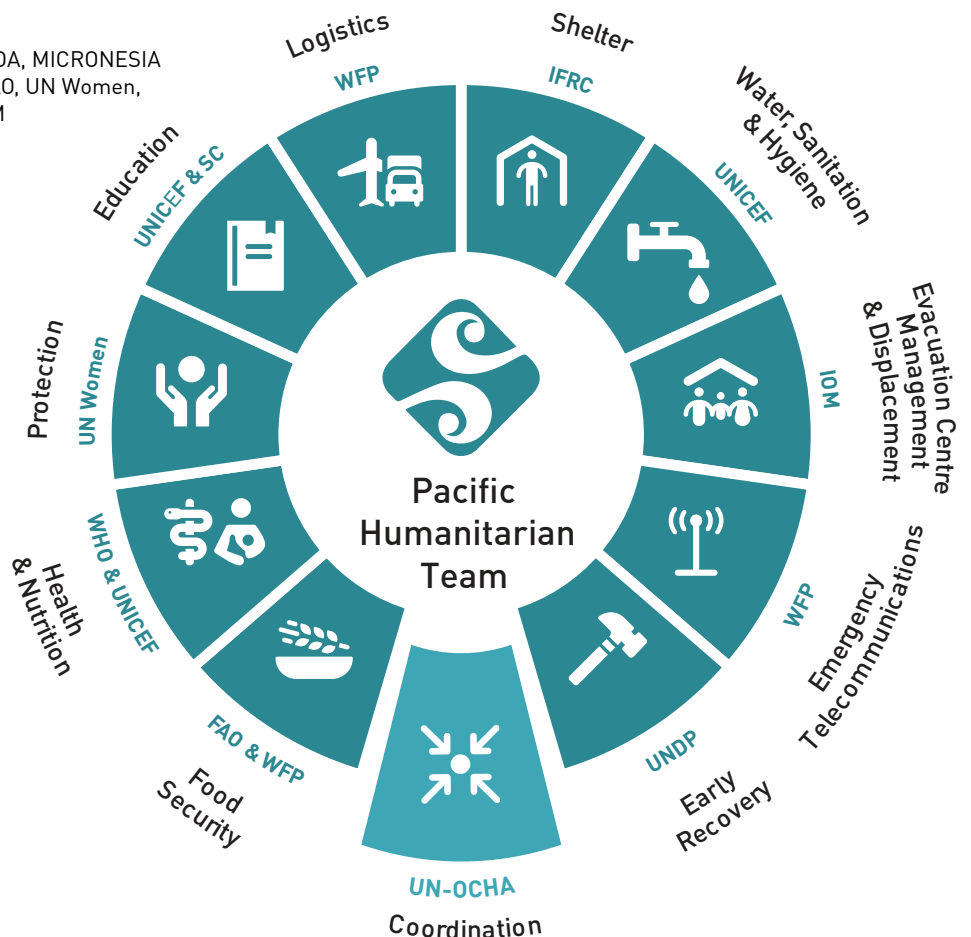 DA, MICRONESIA
O, UN Women,
Logistics
WFP
Shelter
IFRC
Water, Sanitation
& Hygiene
UNICEF
Evacuation Centre
Management
& Displacement
IOM
Emergency
Telecommunications
WFP
Early
Recovery
UNDP
Coordination
UN-OCHA
Food
Security
FAO & WFP
Health
& Nutrition
WHO & UNICEF
Protection
UN Women
Education
UNICEF & SC
Pacific
Humanitarian
Team